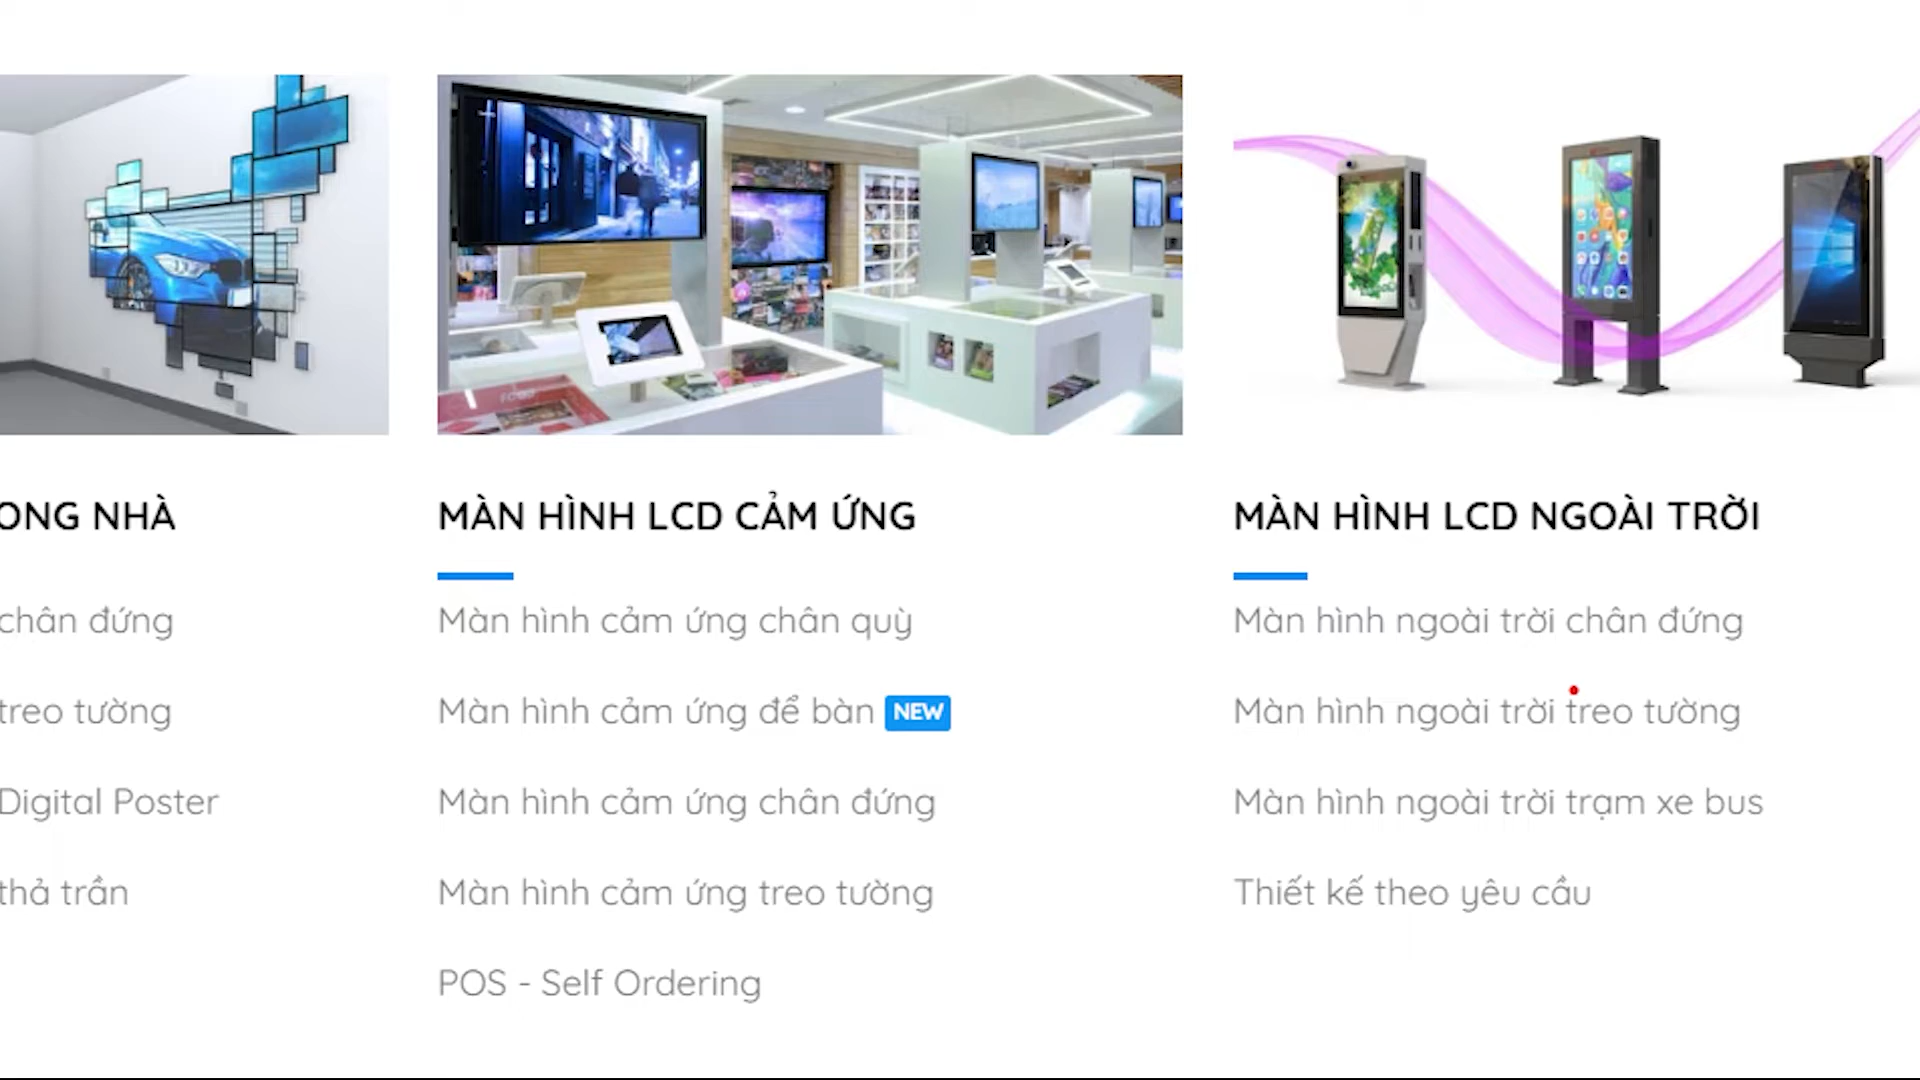 ONG NHÀ
chân đứng
treo tường
Digital Poster
thả trần
MÀN HÌNH LCD CẢM ỨNG
Màn hình cảm ứng chân quỳ
Màn hình cảm ứng để bàn NEW
Màn hình cảm ứng chân đứng
Màn hình cảm ứng treo tường
POS - Self Ordering
MÀN HÌNH LCD NGOÀI TRỜI
Màn hình ngoài trời chân đứng
Màn hình ngoài trời treo tường
Màn hình ngoài trời trạm xe bus
Thiết kế theo yêu cầu